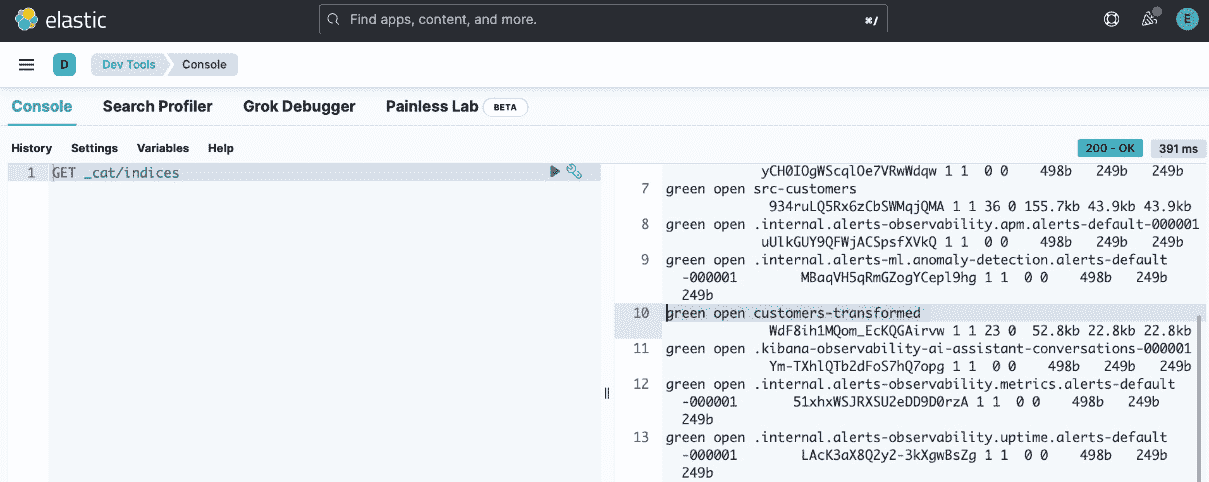 elastic
Find apps, content, and more.
⌘/
E
D
Dev Tools
Console
Console
Search Profiler
Grok Debugger
Painless Lab
BETA
History
Settings
Variables
Help
200 - OK
391 ms
1 GET _cat/indices
yCH0IOgWScqlOe7VRwWdqw 1 1 0 0 498b 249b 249b
7 green open src-customers
934ruLQ5Rx6zCbSWMqjQMA 1 1 36 0 155.7kb 43.9kb 43.9kb
8 green open .internal.alerts-observability.apm.alerts-default-000001
uUlkGUY9QFWjACSpsfXVkQ 1 1 0 0 498b 249b 249b
9 green open .internal.alerts-ml.anomaly-detection.alerts-default
-000001 MBaqVH5qRmGZogYCepl9hg 1 1 0 0 498b 249b
249b
10 green open customers-transformed
WdF8ih1MQom_EcKQGAirvw 1 1 23 0 52.8kb 22.8kb 22.8kb
11 green open .kibana-observability-ai-assistant-conversations-000001
Ym-TXhlQTb2dFoS7hQ7opg 1 1 0 0 498b 249b 249b
12 green open .internal.alerts-observability.metrics.alerts-default
-000001 51xhxWSJRXSU2eDD9D0rzA 1 1 0 0 498b 249b
249b
13 green open .internal.alerts-observability.uptime.alerts-default
-000001 LAcK3aX8Q2y2-3kXgwBsZg 1 1 0 0 498b 249b
249b